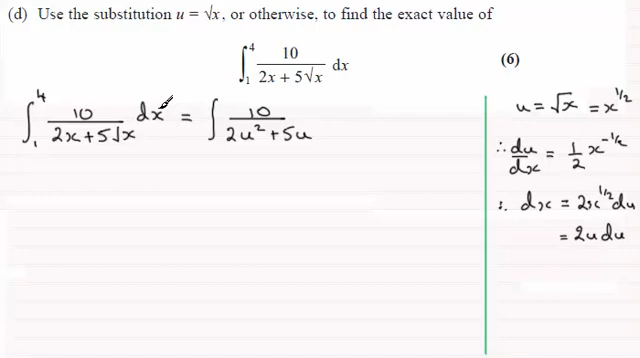 (d) Use the substitution u = √x, or otherwise, to find the exact value of
∫₁⁴ 10/(2x + 5√x) dx
(6)
∫₁⁴ 10/(2x+5√x) dx = ∫ 10/(2u²+5u)
u = √x = x^(1/2)
∴ du/dx = 1/2 x^(-1/2)
∴ dx = 2x^(1/2) du
= 2u du